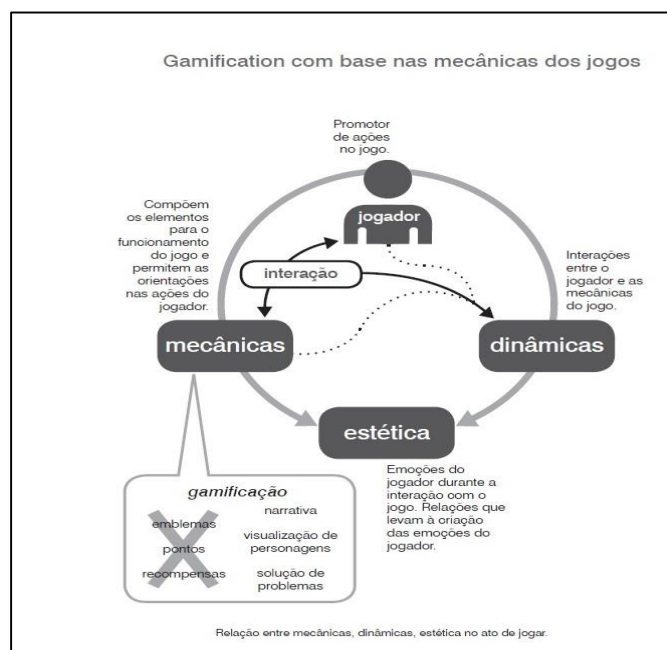 Gamification com base nas mecânicas dos jogos
Promotor
de ações
no jogo.
jogador
Compõem
os elementos
para o
funcionamento
do jogo e
permitem as
orientações
nas ações do
jogador.
interação
Interações
entre o
jogador e as
mecânicas
do jogo.
mecânicas
dinâmicas
estética
Emoções do
jogador durante a
interação com o
jogo. Relações que
levam à criação
das emoções do
jogador.
gamificação
emblemas
pontos
recompensas
narrativa
visualização de
personagens
solução de
problemas
Relação entre mecânicas, dinâmicas, estética no ato de jogar.